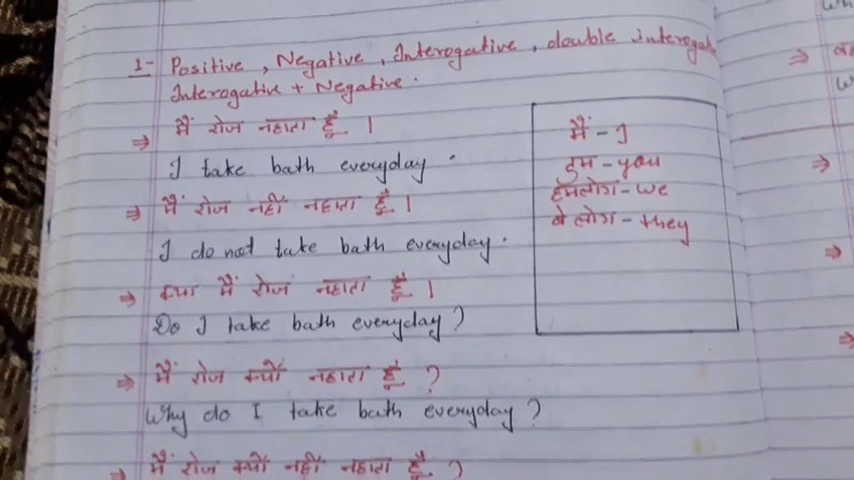 1- Positive, Negative, Interogative, double interogat
Interogative + Negative.
⇒ मैं रोज नहाता हूँ ।
I take bath everyday.
⇒ मैं रोज नहीं नहाता हूँ ।
I do not take bath everyday.
⇒ क्या मैं रोज नहाता हूँ ।
Do I take bath everyday?
⇒ मैं रोज क्यों नहाता हूँ ?
Why do I take bath everyday?
⇒ मैं रोज क्यों नहीं नहाता हूँ ?
मैं - I
तुम - you
हमलोग - we
वे लोग - they